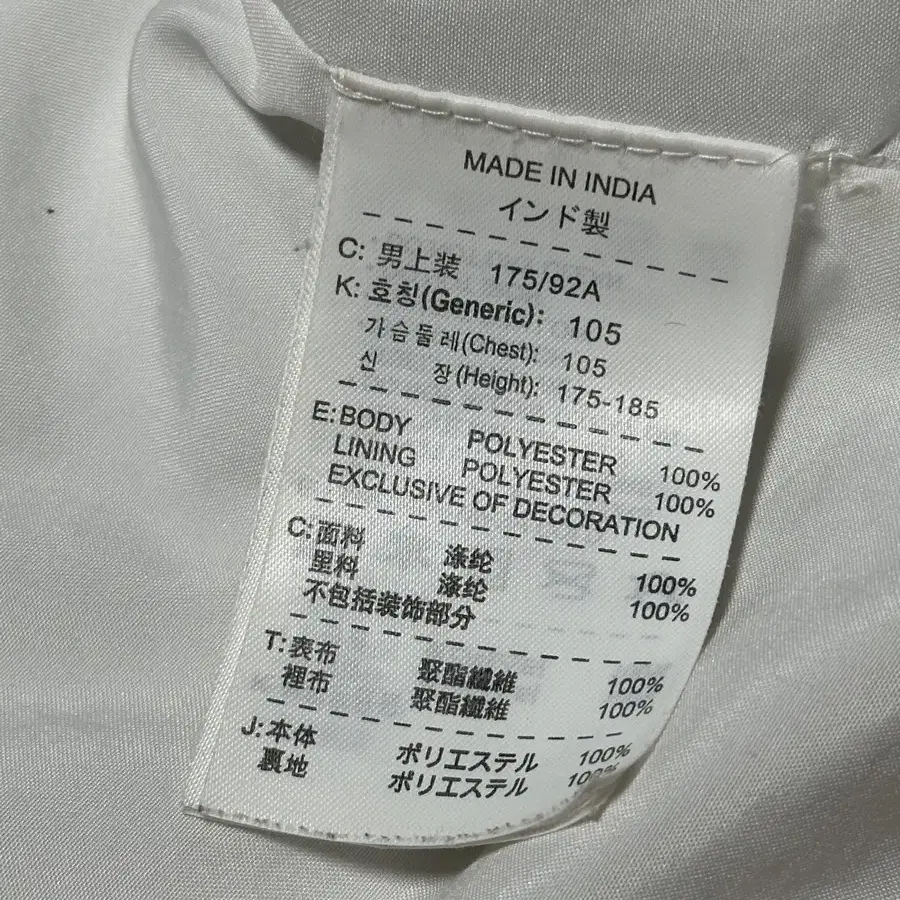 MADE IN INDIA
インド製
C: 男上装 175/92A
K: 호칭(Generic): 105
가슴둘레(Chest): 105
신 장(Height): 175-185
E: BODY POLYESTER 100%
LINING POLYESTER 100%
EXCLUSIVE OF DECORATION
C: 面料 涤纶 100%
里料 涤纶 100%
不包括装饰部分
T: 表布 聚酯纖維 100%
裡布 聚酯纖維 100%
J: 本体 ポリエステル 100%
裏地 ポリエステル 100%